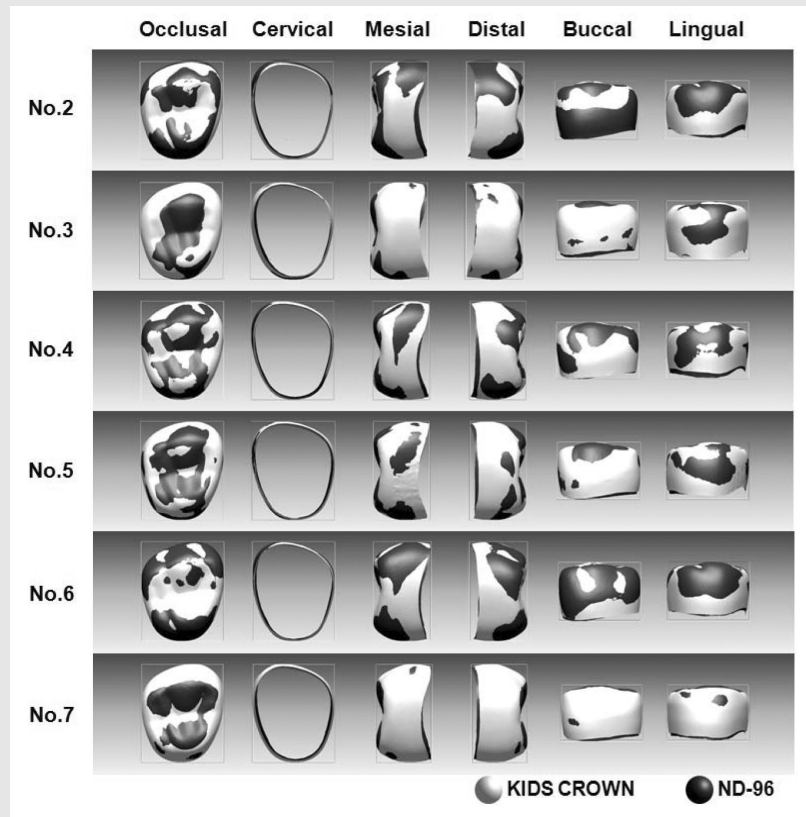 Occlusal Cervical Mesial Distal Buccal Lingual
No.2
No.3
No.4
No.5
No.6
No.7
KIDS CROWN ND-96